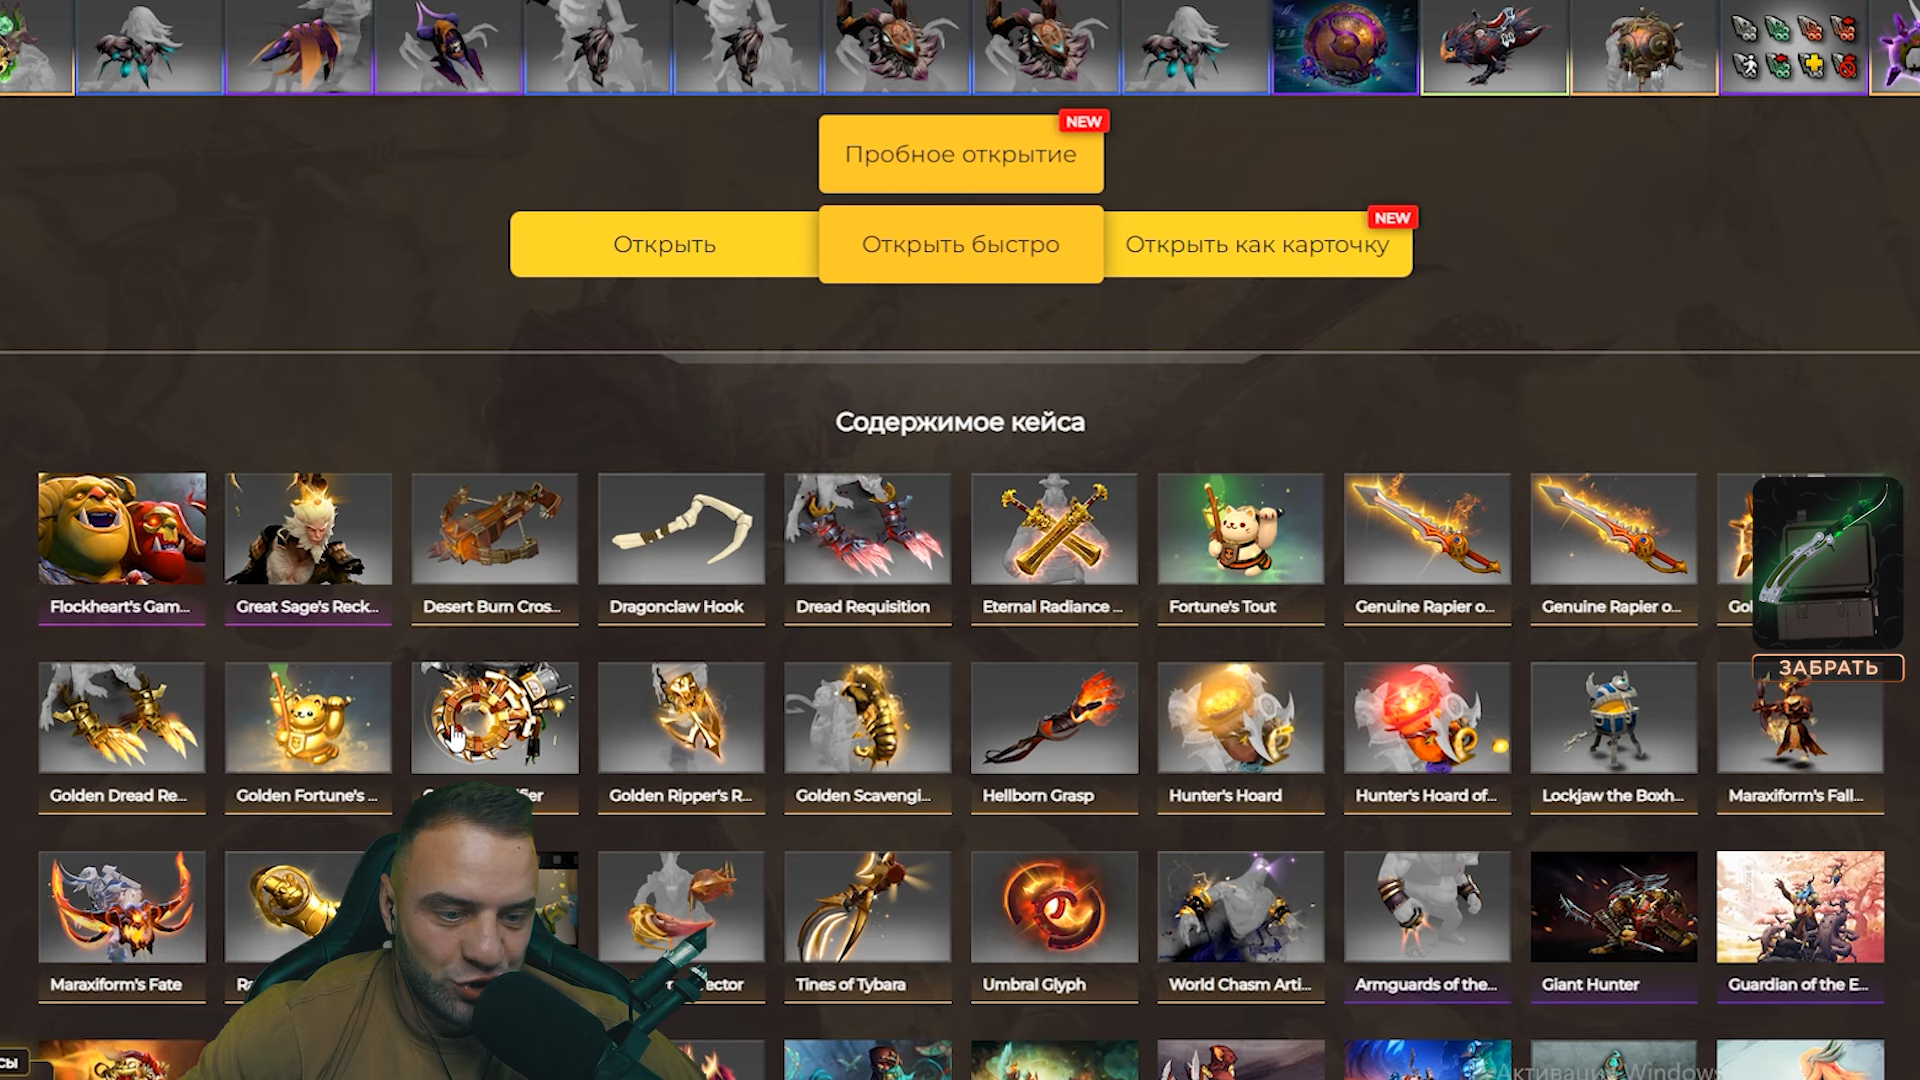 NEW
Пробное открытие
NEW
Открыть
Открыть быстро
Открыть как карточку
Содержимое кейса
Flockheart's Gam...
Great Sage's Reck...
Desert Burn Cros...
Dragonclaw Hook
Dread Requisition
Eternal Radiance ...
Fortune's Tout
Genuine Rapier o...
Genuine Rapier o...
ЗАБРАТЬ
Golden Dread Re...
Golden Fortune's ...
Golden Ripper's R...
Golden Scavengi...
Hellborn Grasp
Hunter's Hoard
Hunter's Hoard of...
Lockjaw the Boxh...
Maraxiform's Fall...
Maraxiform's Fate
Tines of Tybara
Umbral Glyph
World Chasm Arti...
Armguards of the...
Giant Hunter
Guardian of the E...
Активация Windows